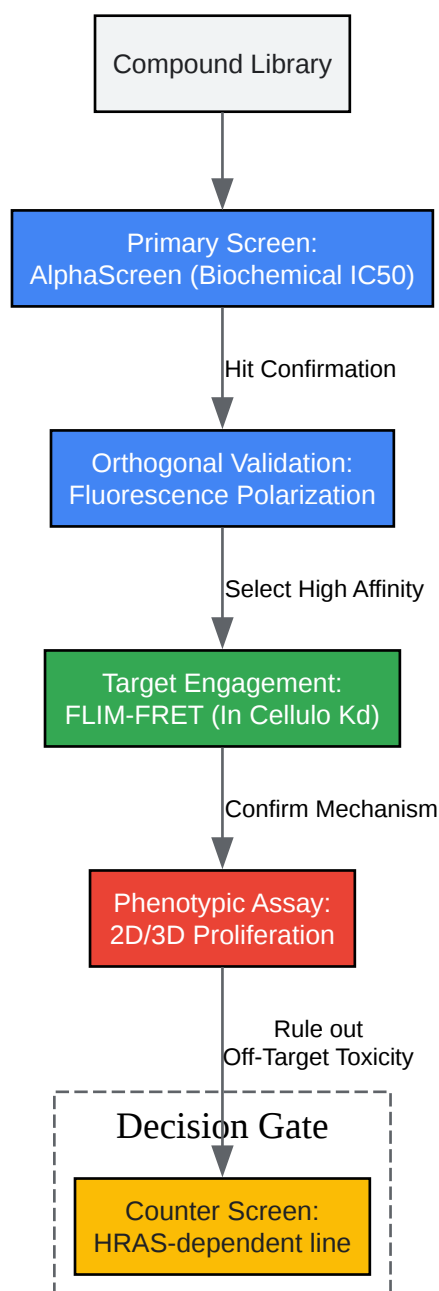 Compound Library
Primary Screen:
AlphaScreen (Biochemical IC50)
Hit Confirmation
Orthogonal Validation:
Fluorescence Polarization
Select High Affinity
Target Engagement:
FLIM-FRET (In Cellulo Kd)
Confirm Mechanism
Phenotypic Assay:
2D/3D Proliferation
Rule out
Off-Target Toxicity
Decision Gate
Counter Screen:
HRAS-dependent line